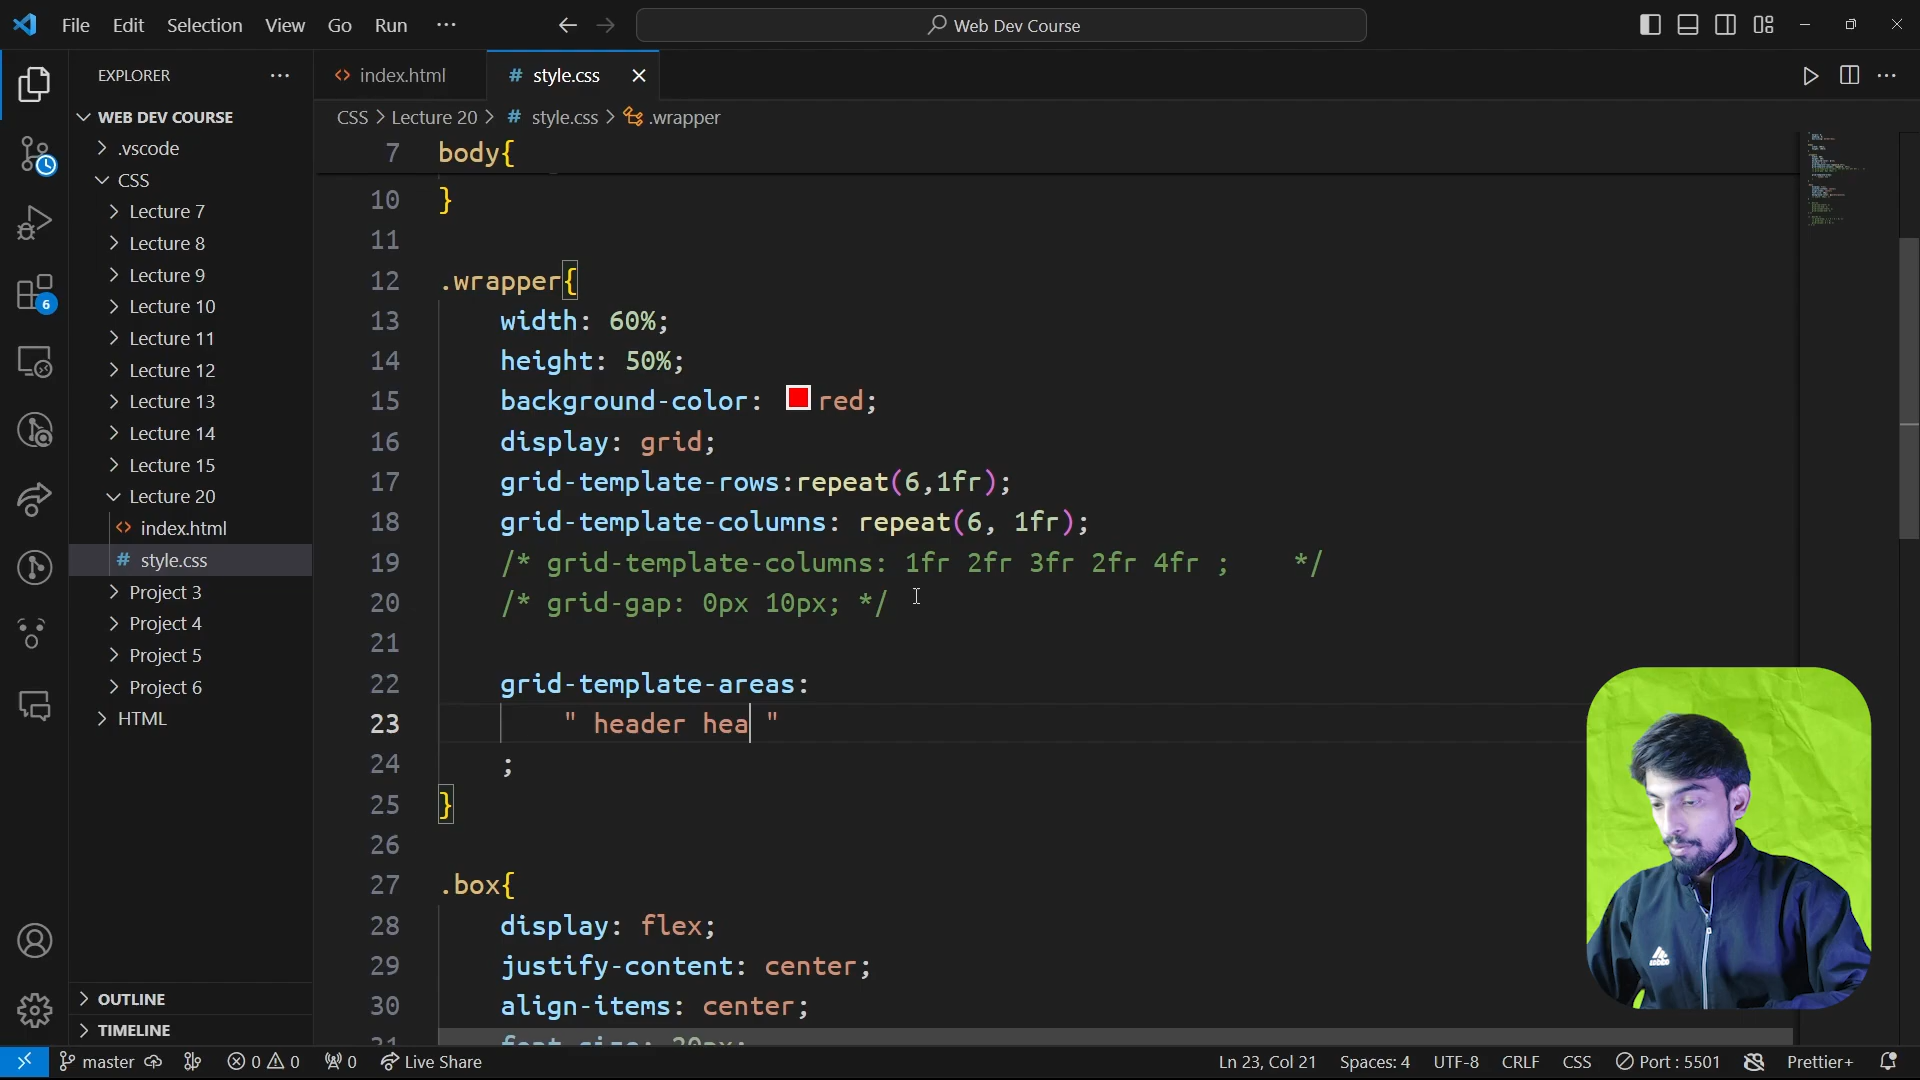 File Edit Selection View Go Run ··· Web Dev Course
EXPLORER ···
index.html
# style.css
WEB DEV COURSE
CSS > Lecture 20 > # style.css > .wrapper
.vscode
CSS
Lecture 7
Lecture 8
Lecture 9
Lecture 10
Lecture 11
Lecture 12
Lecture 13
Lecture 14
Lecture 15
Lecture 20
index.html
# style.css
Project 3
Project 4
Project 5
Project 6
HTML
OUTLINE
TIMELINE
6
7 body{
10 }
11
12 .wrapper{
13 width: 60%;
14 height: 50%;
15 background-color: red;
16 display: grid;
17 grid-template-rows:repeat(6,1fr);
18 grid-template-columns: repeat(6, 1fr);
19 /* grid-template-columns: 1fr 2fr 3fr 2fr 4fr ;    */
20 /* grid-gap: 0px 10px; */
21
22 grid-template-areas:
23 " header hea "
24 ;
25 }
26
27 .box{
28 display: flex;
29 justify-content: center;
30 align-items: center;
31 font-size: 20px;
master 0 0 0 Live Share Ln 23, Col 21 Spaces: 4 UTF-8 CRLF CSS Port : 5501 Prettier+